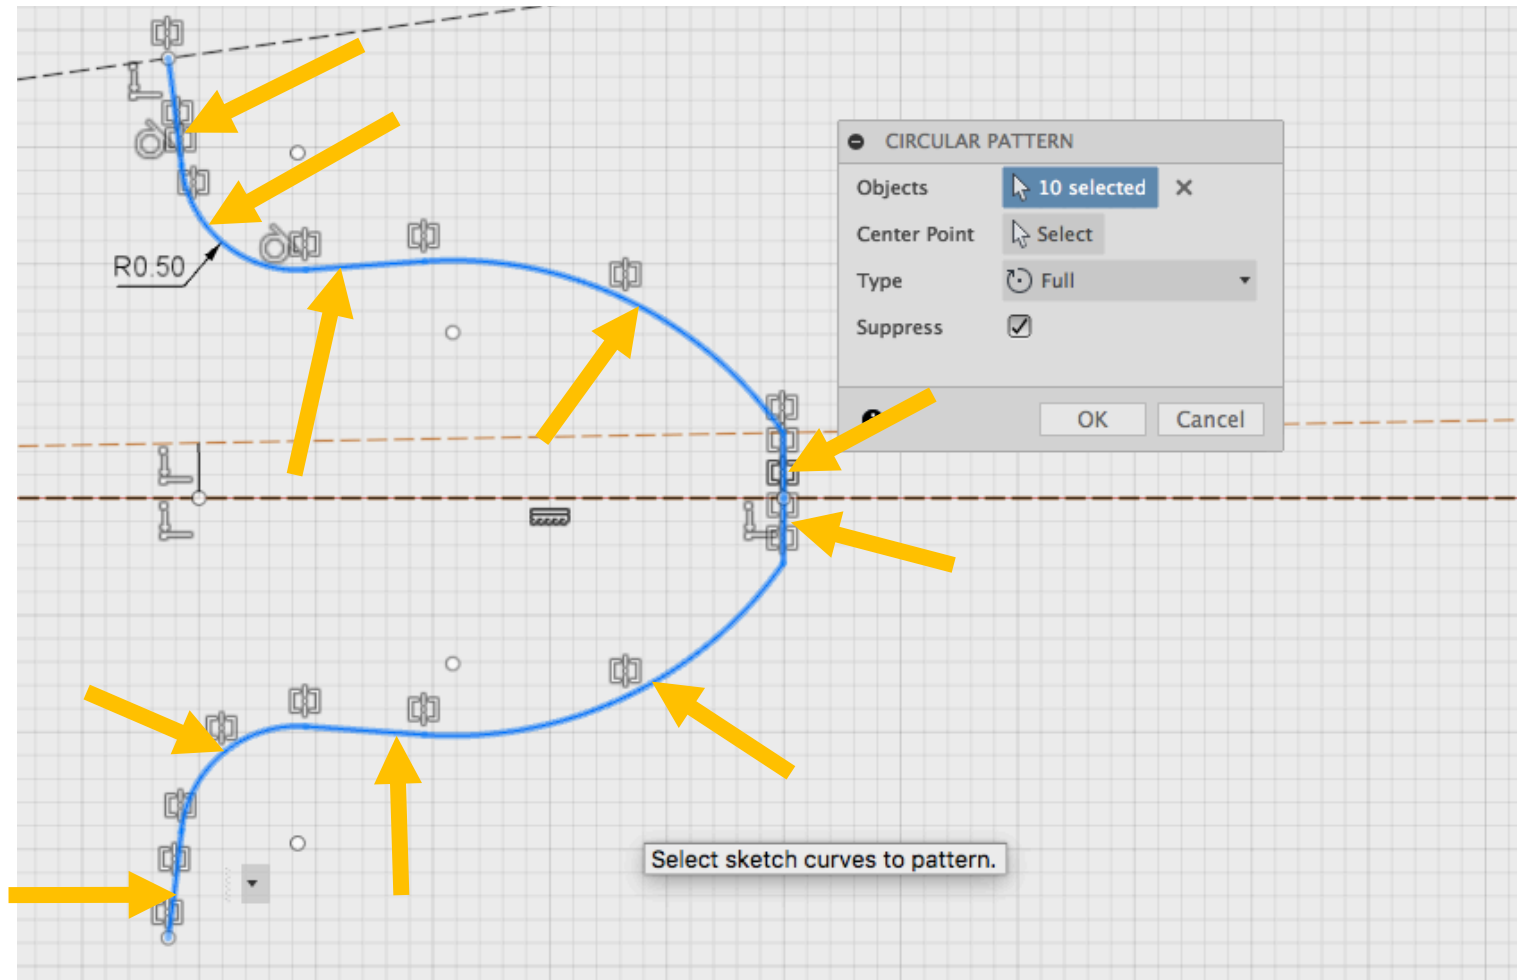 CIRCULAR PATTERN
Objects 10 selected
Center Point Select
R0.50
Type Full
Suppress
OK Cancel
Select sketch curves to pattern.